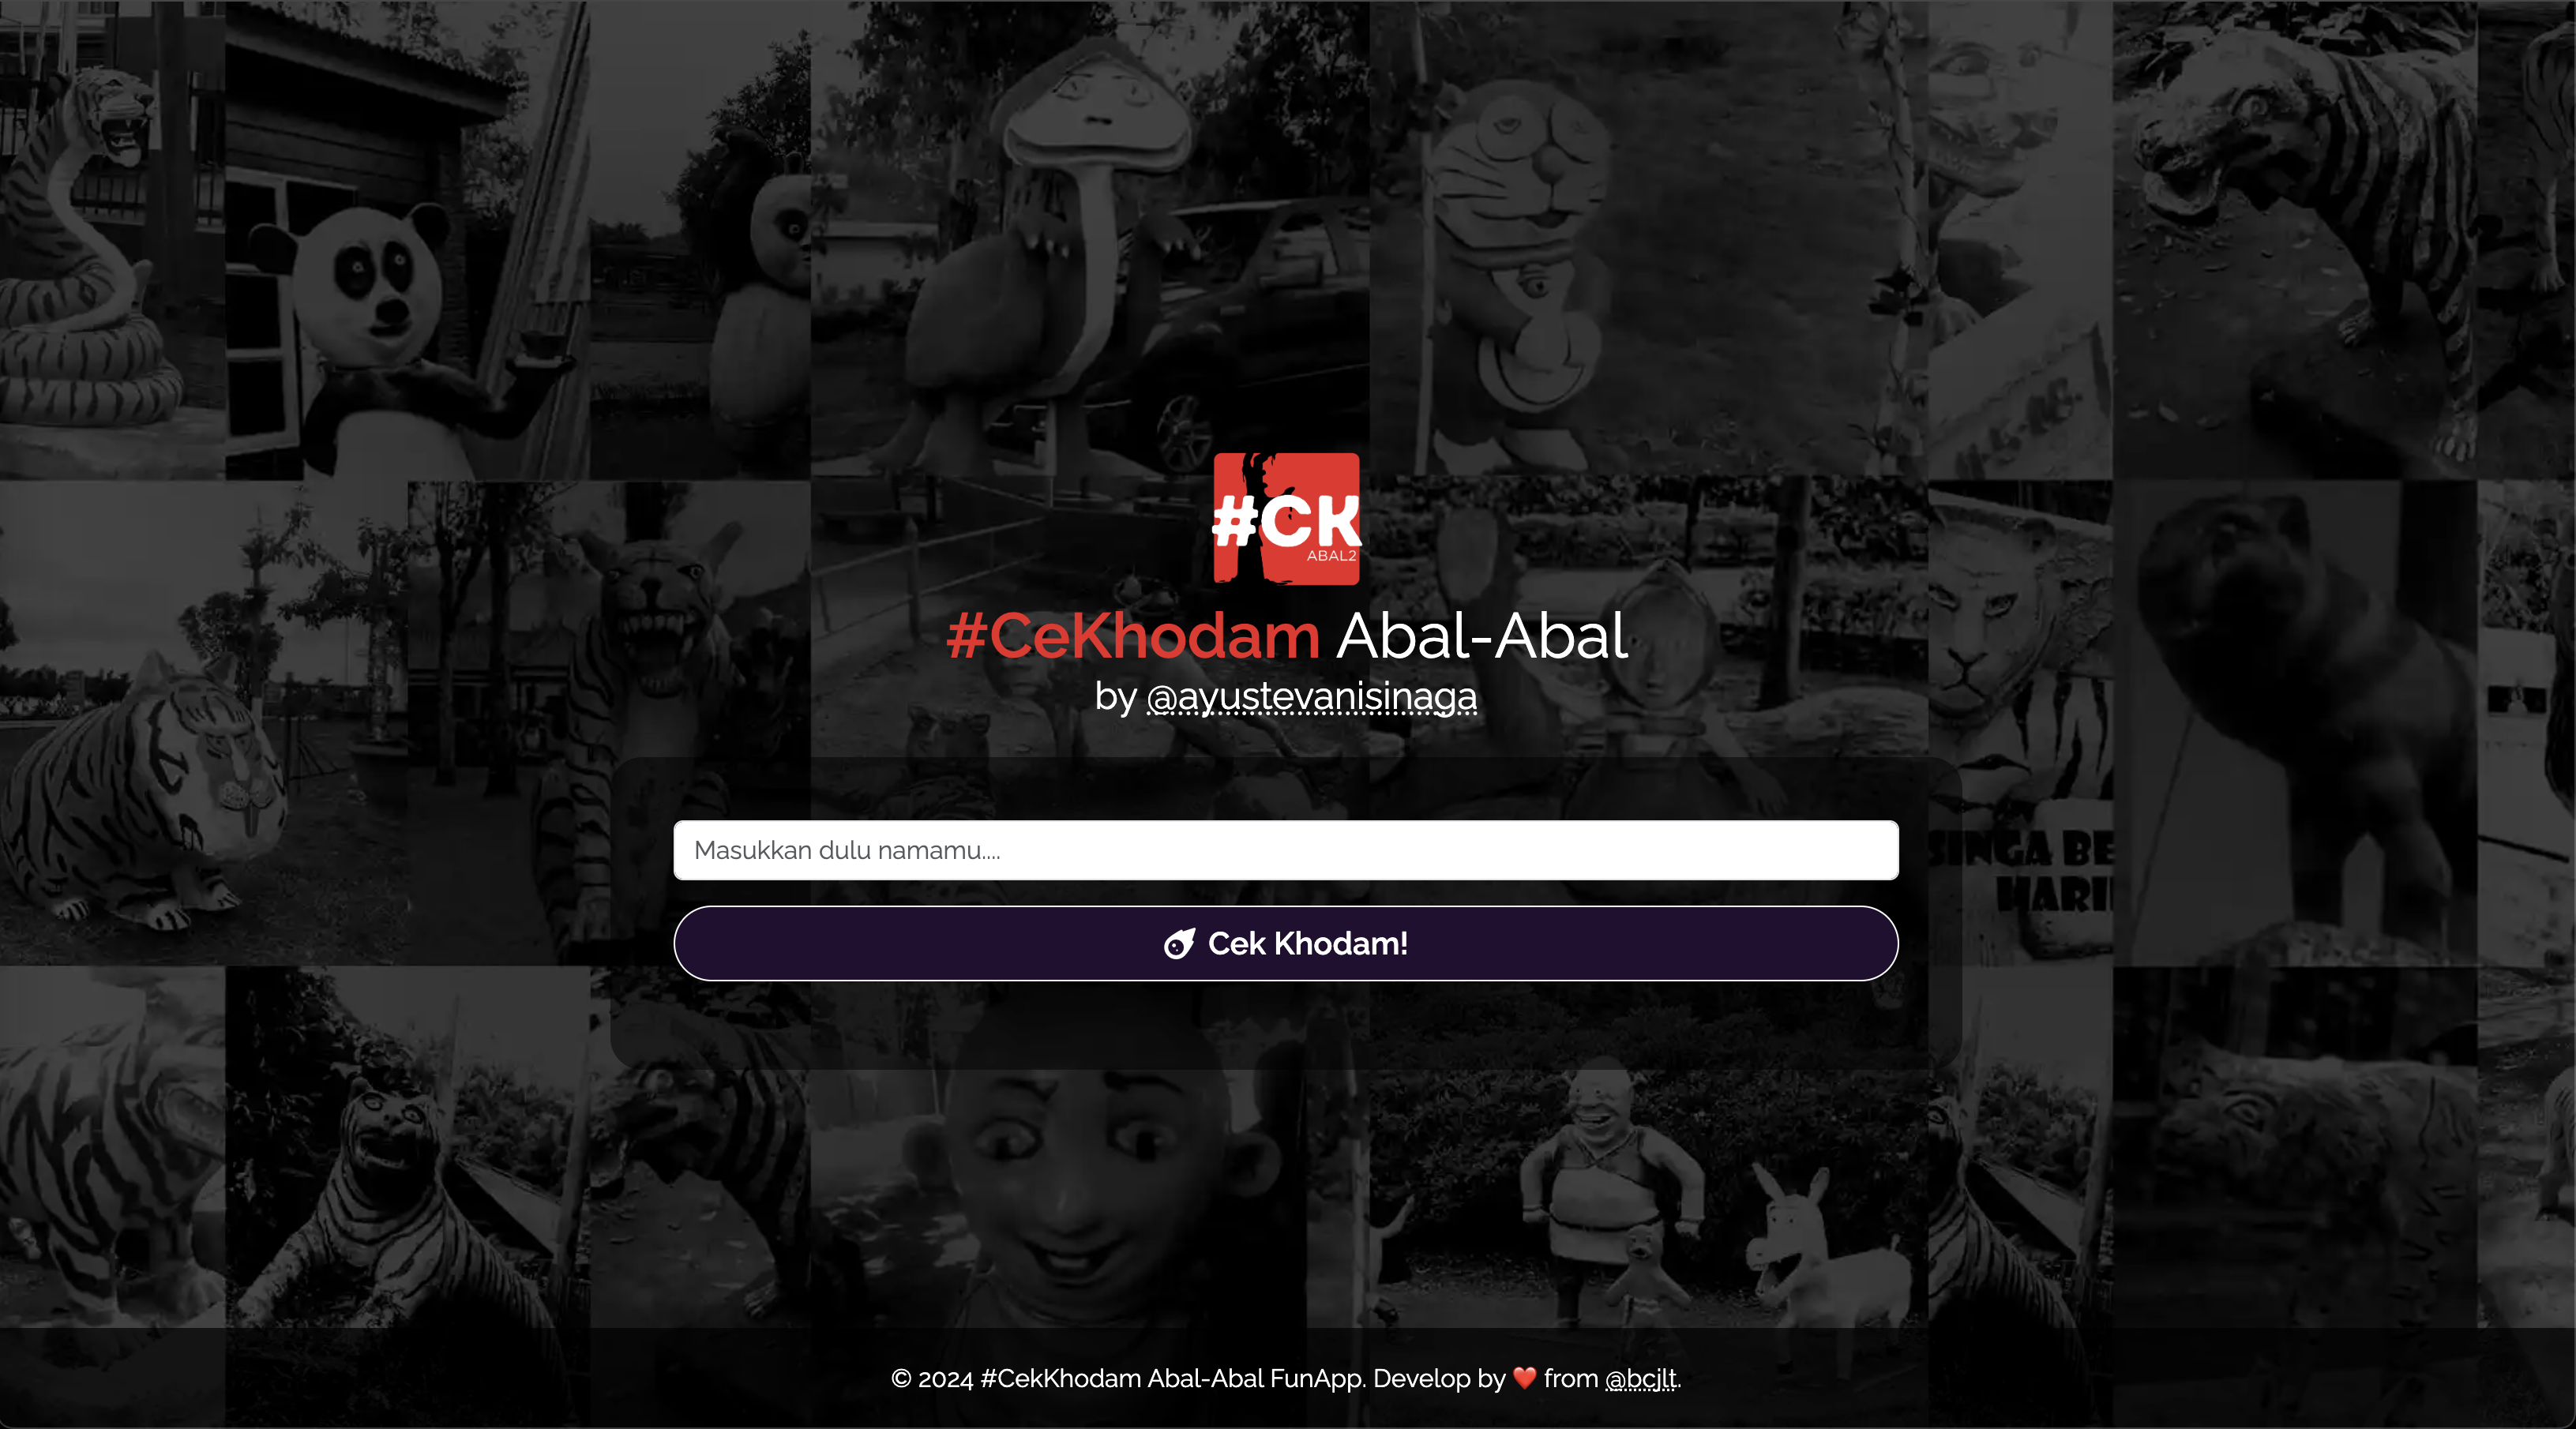 #CK
ABAL2
#CeKhodam Abal-Abal
by @ayustevanisinaga
Masukkan dulu namamu....
SINGA BE
HARI
Cek Khodam!
© 2024 #CekKhodam Abal-Abal FunApp. Develop by ❤️ from @bcjlt.